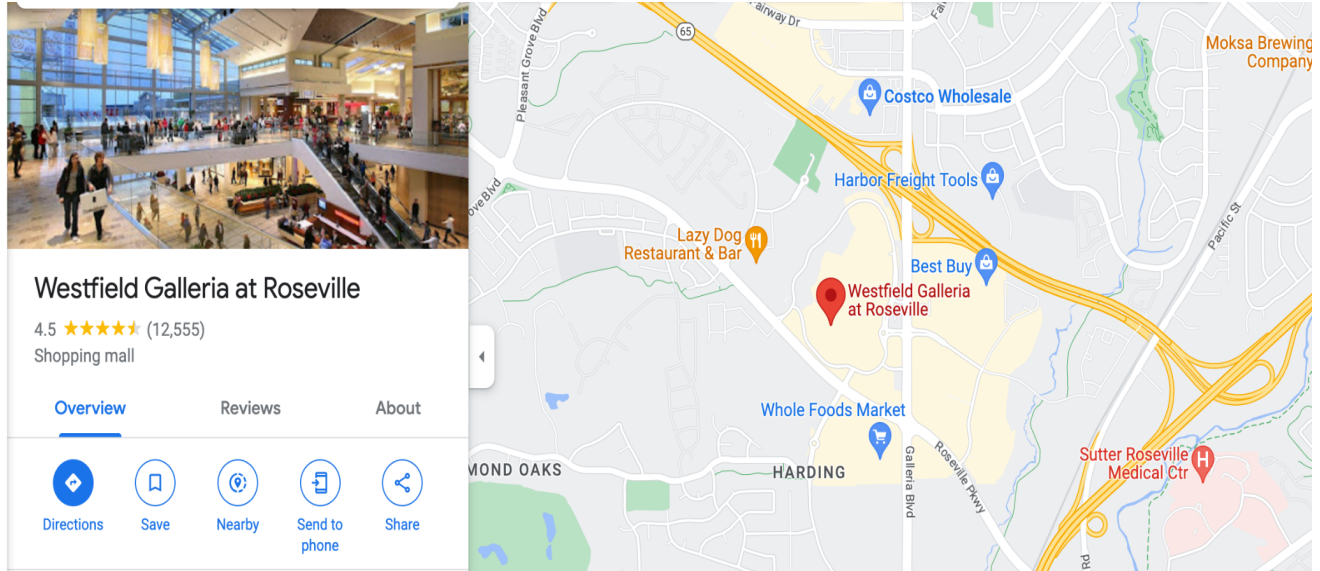 Westfield Galleria at Roseville
4.5 (12,555)
Shopping mall
Overview Reviews About
Directions Save Nearby Send to
phone Share
Fairway Dr
65
Pleasant Grove Blvd
Moksa Brewing
Company
Costco Wholesale
Harbor Freight Tools
ove Blvd
Pacific St
Lazy Dog
Restaurant & Bar
Best Buy
Westfield Galleria
at Roseville
Whole Foods Market
MOND OAKS
HARDING
Galleria Blvd
Roseville Pkwy
Sutter Roseville
Medical Ctr
H
Rd